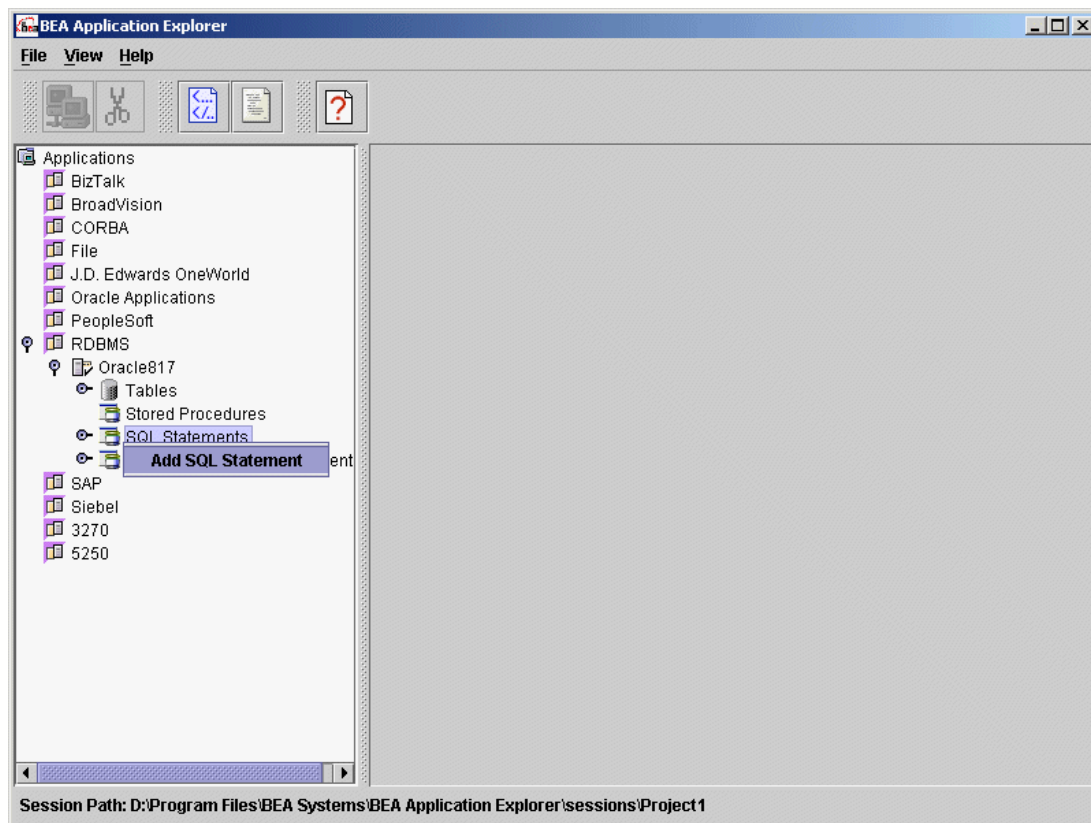 BEA Application Explorer
File View Help
Applications
BizTalk
BroadVision
CORBA
File
J.D. Edwards OneWorld
Oracle Applications
PeopleSoft
RDBMS
Oracle817
Tables
Stored Procedures
SQL Statements
Add SQL Statement
SAP
Siebel
3270
5250
Session Path: D:\Program Files\BEA Systems\BEA Application Explorer\sessions\Project1